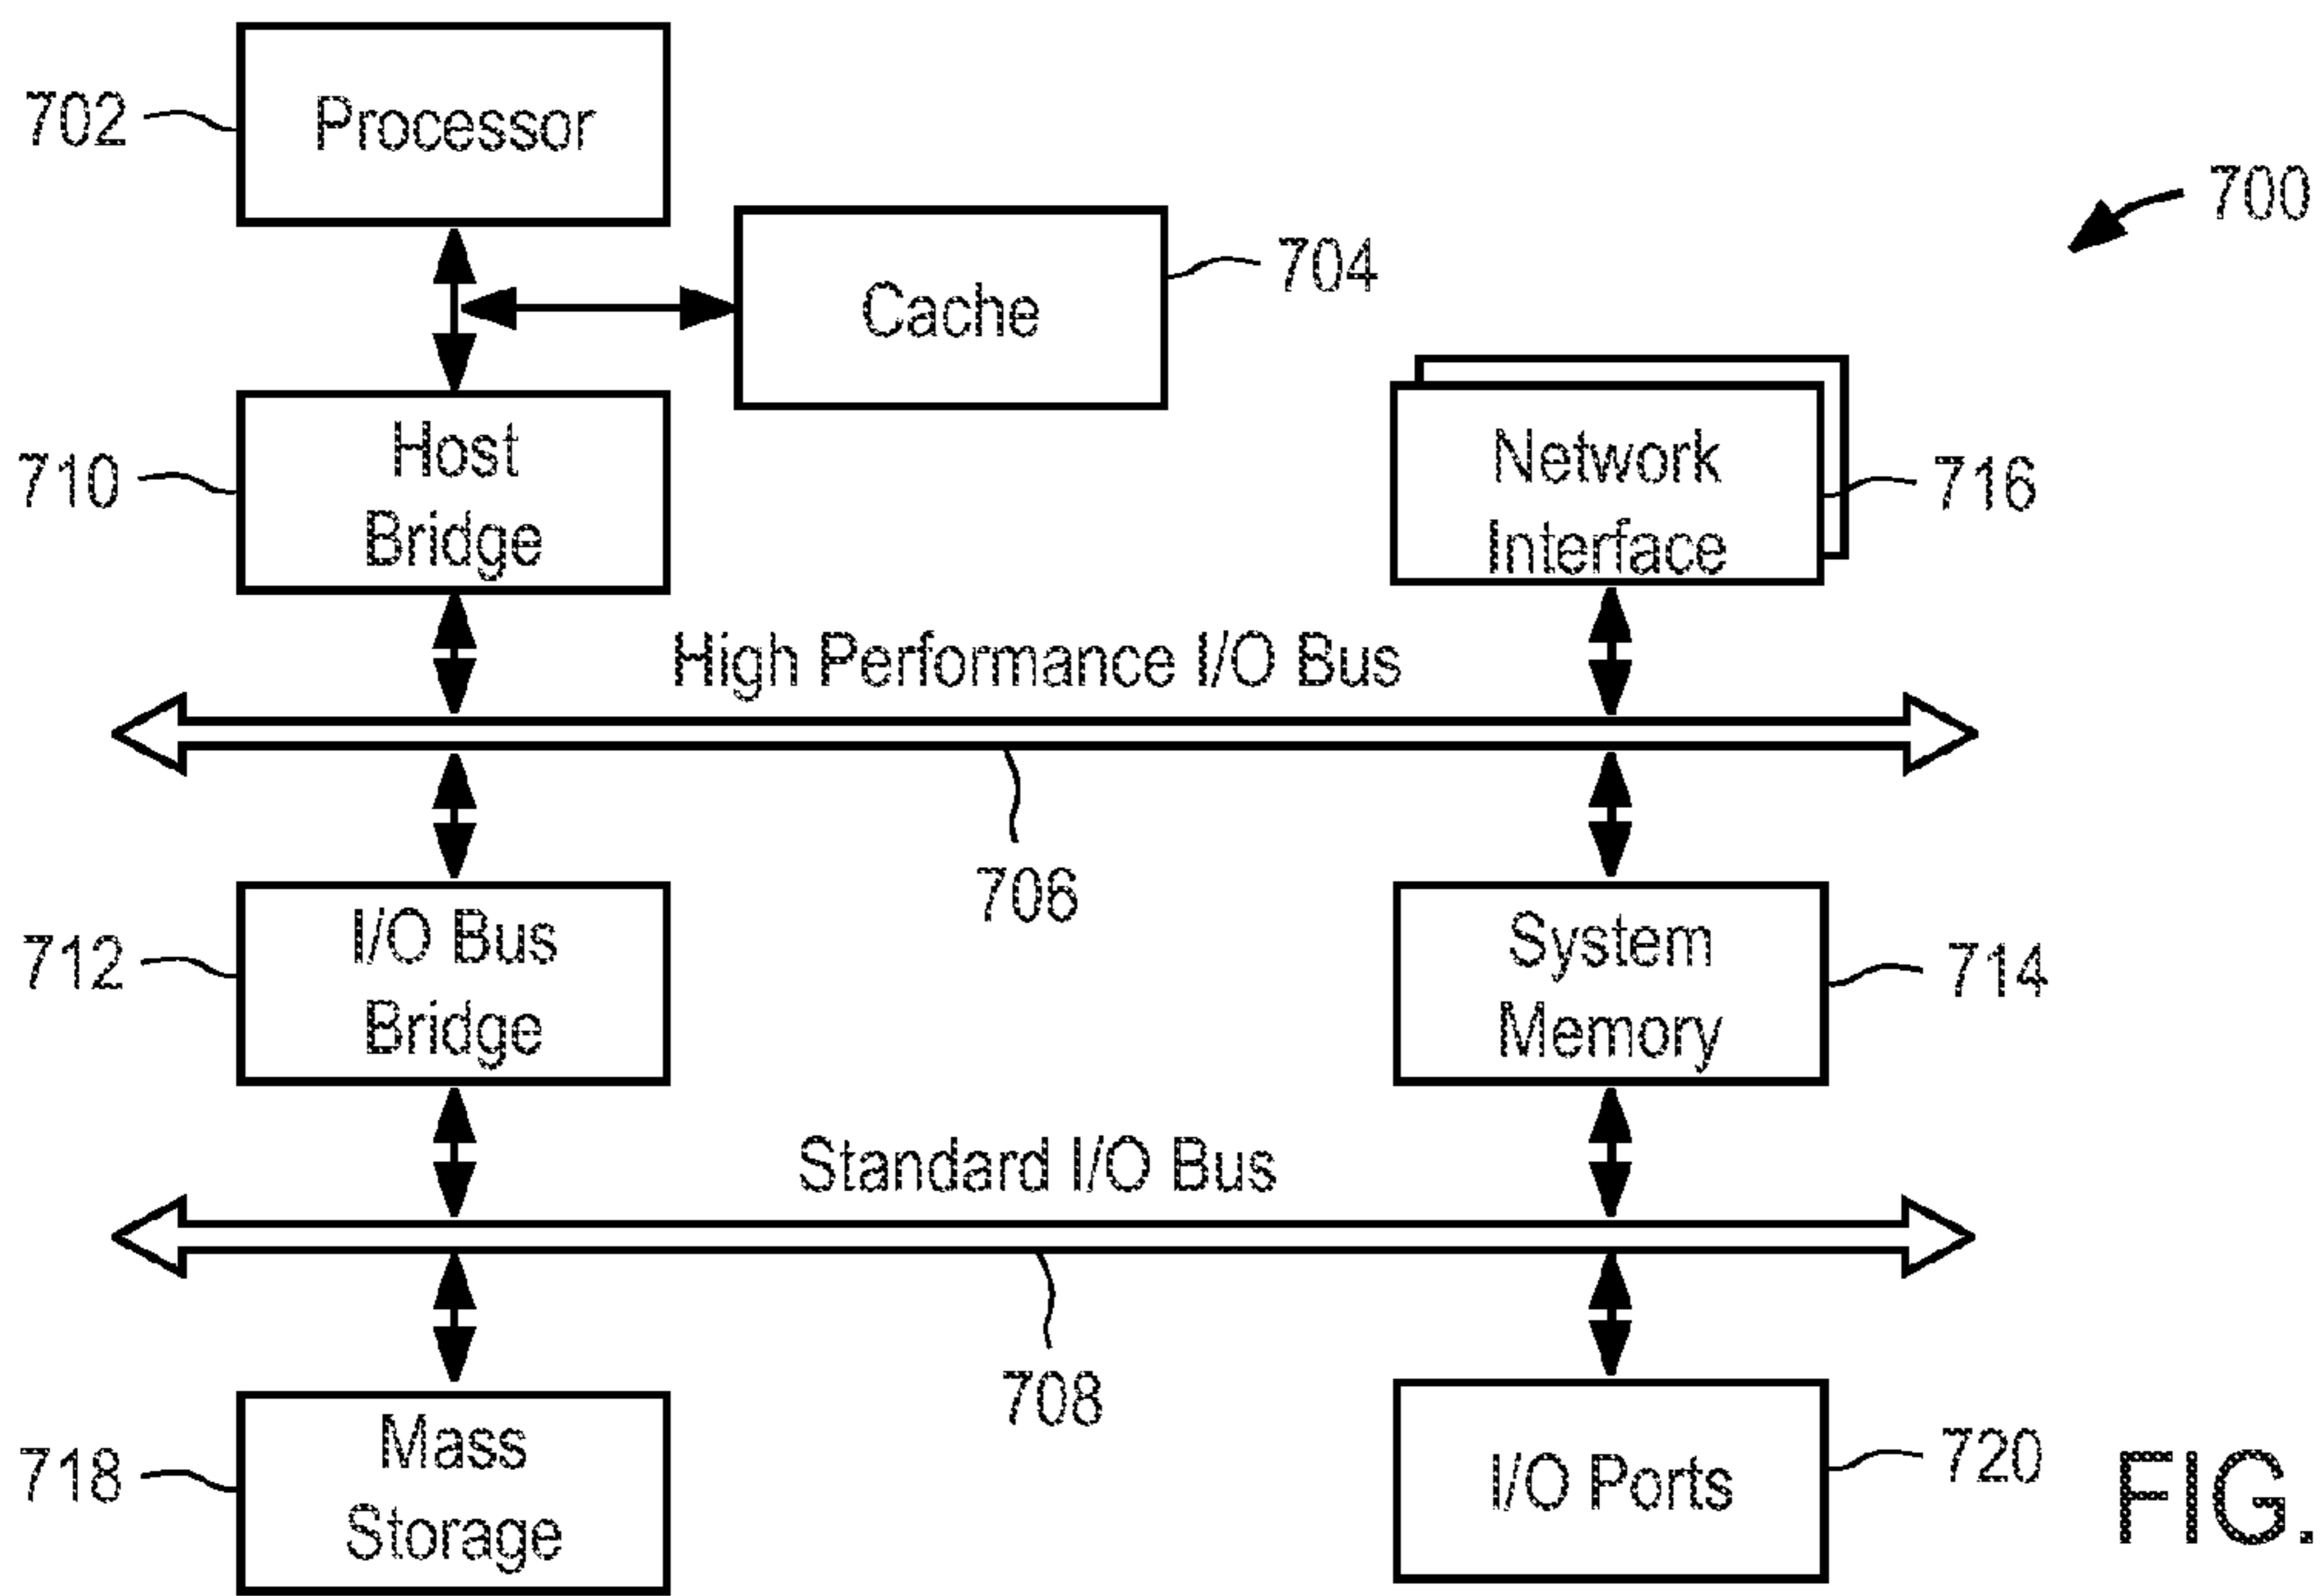 702
Processor
700
704
Cache
710
Host
Bridge
Network
Interface
716
High Performance I/O Bus
706
712
I/O Bus
Bridge
System
Memory
714
Standard I/O Bus
708
718
Mass
Storage
I/O Ports
720
FIG.